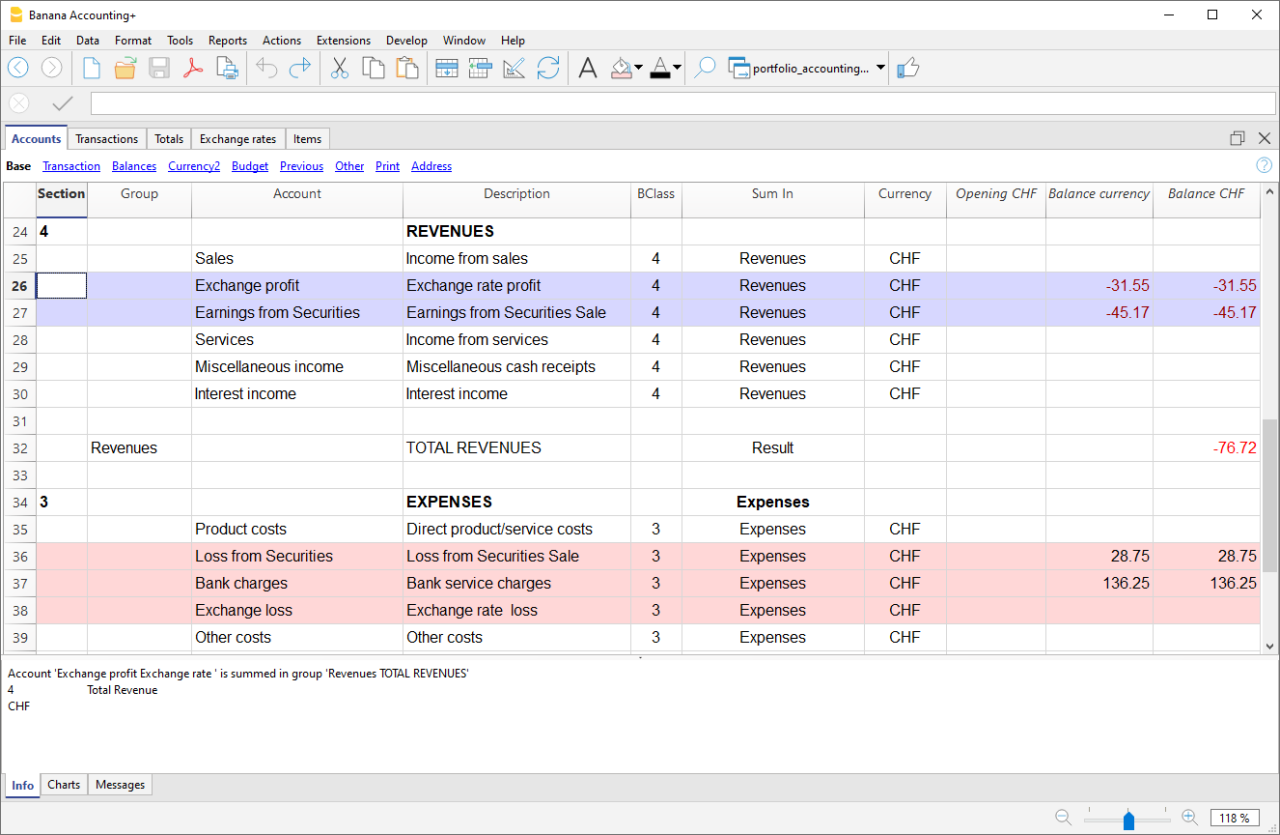 Banana Accounting+
File Edit Data Format Tools Reports Actions Extensions Develop Window Help
portfolio_accounting...
Accounts Transactions Totals Exchange rates Items
Base Transaction Balances Currency2 Budget Previous Other Print Address
Section Group Account Description BClass Sum In Currency Opening CHF Balance currency Balance CHF
24 4 REVENUES
25 Sales Income from sales 4 Revenues CHF
26 Exchange profit Exchange rate profit 4 Revenues CHF -31.55 -31.55
27 Earnings from Securities Earnings from Securities Sale 4 Revenues CHF -45.17 -45.17
28 Services Income from services 4 Revenues CHF
29 Miscellaneous income Miscellaneous cash receipts 4 Revenues CHF
30 Interest income Interest income 4 Revenues CHF
31
32 Revenues TOTAL REVENUES Result -76.72
33
34 3 EXPENSES Expenses
35 Product costs Direct product/service costs 3 Expenses CHF
36 Loss from Securities Loss from Securities Sale 3 Expenses CHF 28.75 28.75
37 Bank charges Bank service charges 3 Expenses CHF 136.25 136.25
38 Exchange loss Exchange rate  loss 3 Expenses CHF
39 Other costs Other costs 3 Expenses CHF
Account 'Exchange profit Exchange rate ' is summed in group 'Revenues TOTAL REVENUES'
4 Total Revenue
CHF
Info Charts Messages
118 %